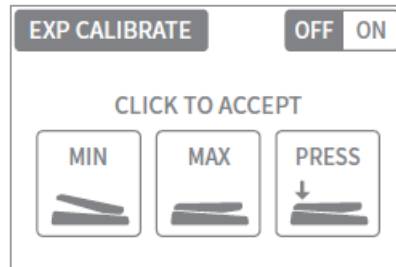 EXP CALIBRATE OFF ON
CLICK TO ACCEPT
MIN MAX PRESS